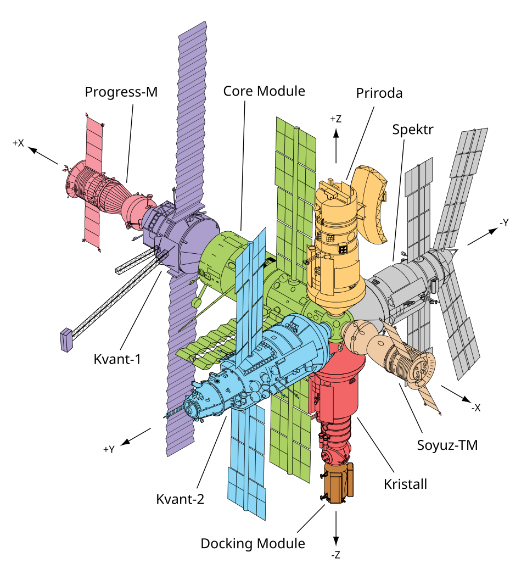 Progress-M
Core Module
Priroda
+Z
Spektr
+X
-Y
Kvant-1
-X
+Y
Soyuz-TM
Kvant-2
Kristall
Docking Module
-Z